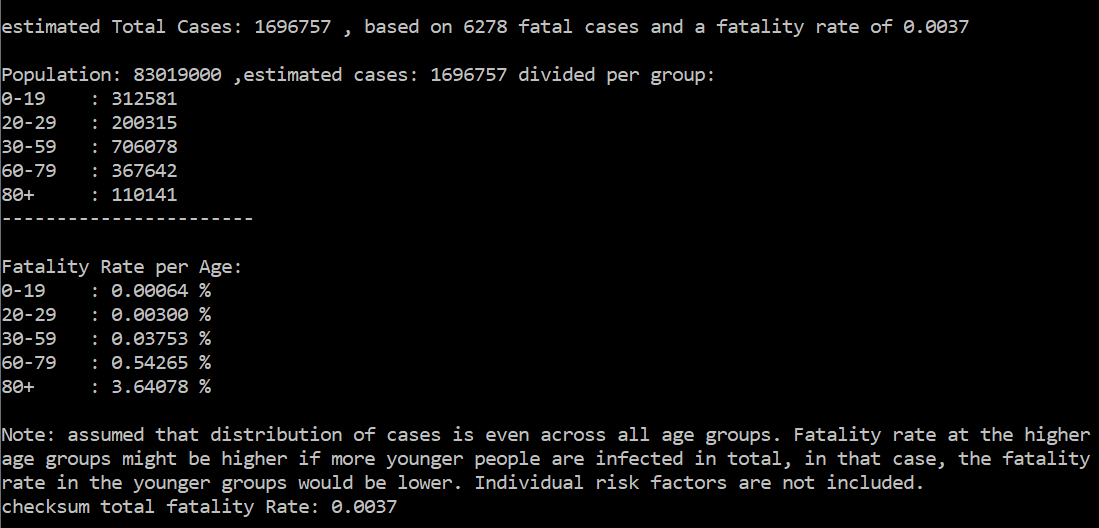 estimated Total Cases: 1696757 , based on 6278 fatal cases and a fatality rate of 0.0037
Population: 83019000 ,estimated cases: 1696757 divided per group:
0-19    : 312581
20-29   : 200315
30-59   : 706078
60-79   : 367642
80+     : 110141
-----------------------
Fatality Rate per Age:
0-19    : 0.00064 %
20-29   : 0.00300 %
30-59   : 0.03753 %
60-79   : 0.54265 %
80+     : 3.64078 %
Note: assumed that distribution of cases is even across all age groups. Fatality rate at the higher
age groups might be higher if more younger people are infected in total, in that case, the fatality
rate in the younger groups would be lower. Individual risk factors are not included.
checksum total fatality Rate: 0.0037